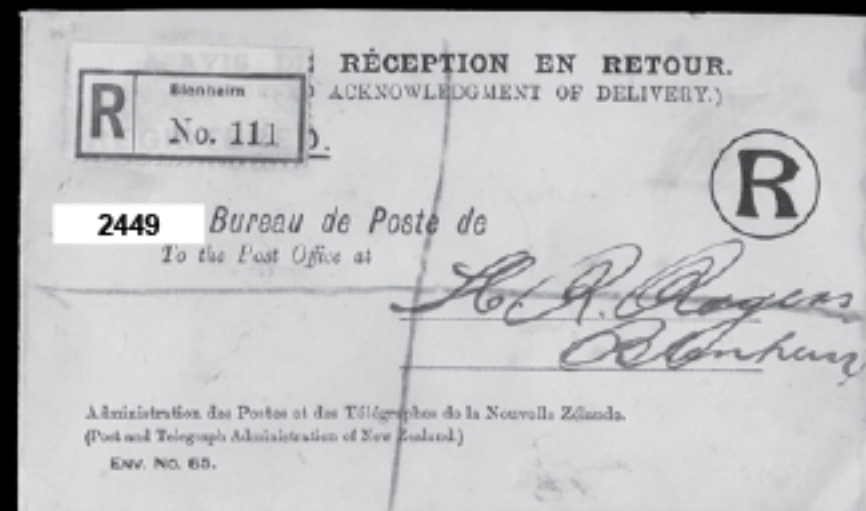 RÉCEPTION EN RETOUR.
ACKNOWLEDGMENT OF DELIVERY.)
R Blenheim
No. 111
R
2449 Bureau de Poste de
To the Post Office at
H. R. Rogers
Blenheim
Administration des Postes et des Télégraphes de la Nouvelle Zélande.
(Post and Telegraph Administration of New Zealand.)
ENV. No. 65.